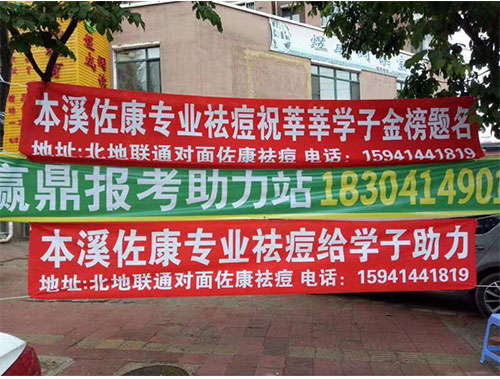 本溪佐康专业祛痘祝莘莘学子金榜题名
地址:北地联通对面佐康祛痘 电话：15941441819
赢鼎报考助力站 1830414902
本溪佐康专业祛痘给学子助力
地址:北地联通对面佐康祛痘 电话：15941441819